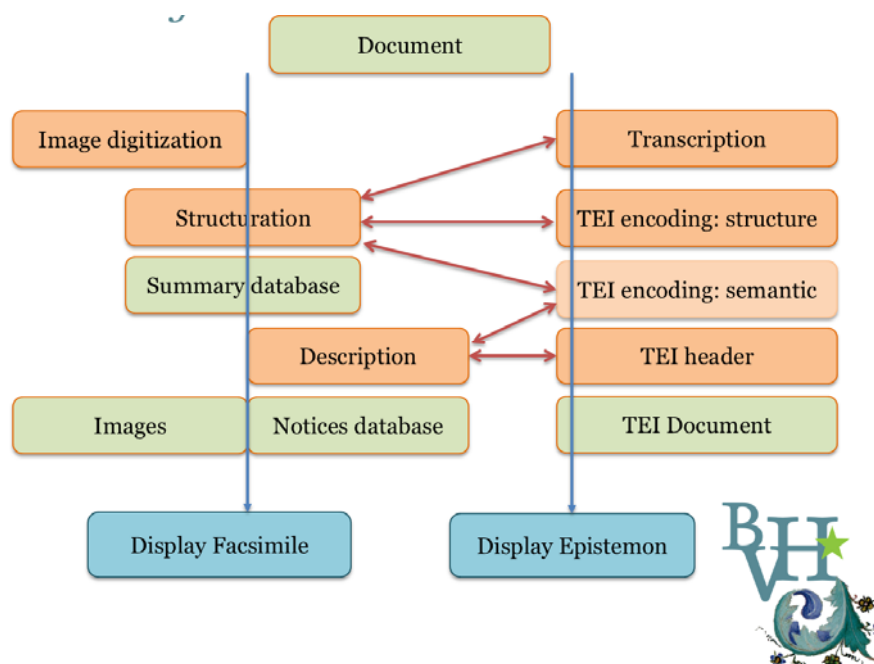 Document
Image digitization
Transcription
Structuration
TEI encoding: structure
Summary database
TEI encoding: semantic
Description
TEI header
Images
Notices database
TEI Document
Display Facsimile
Display Epistemon
BVH